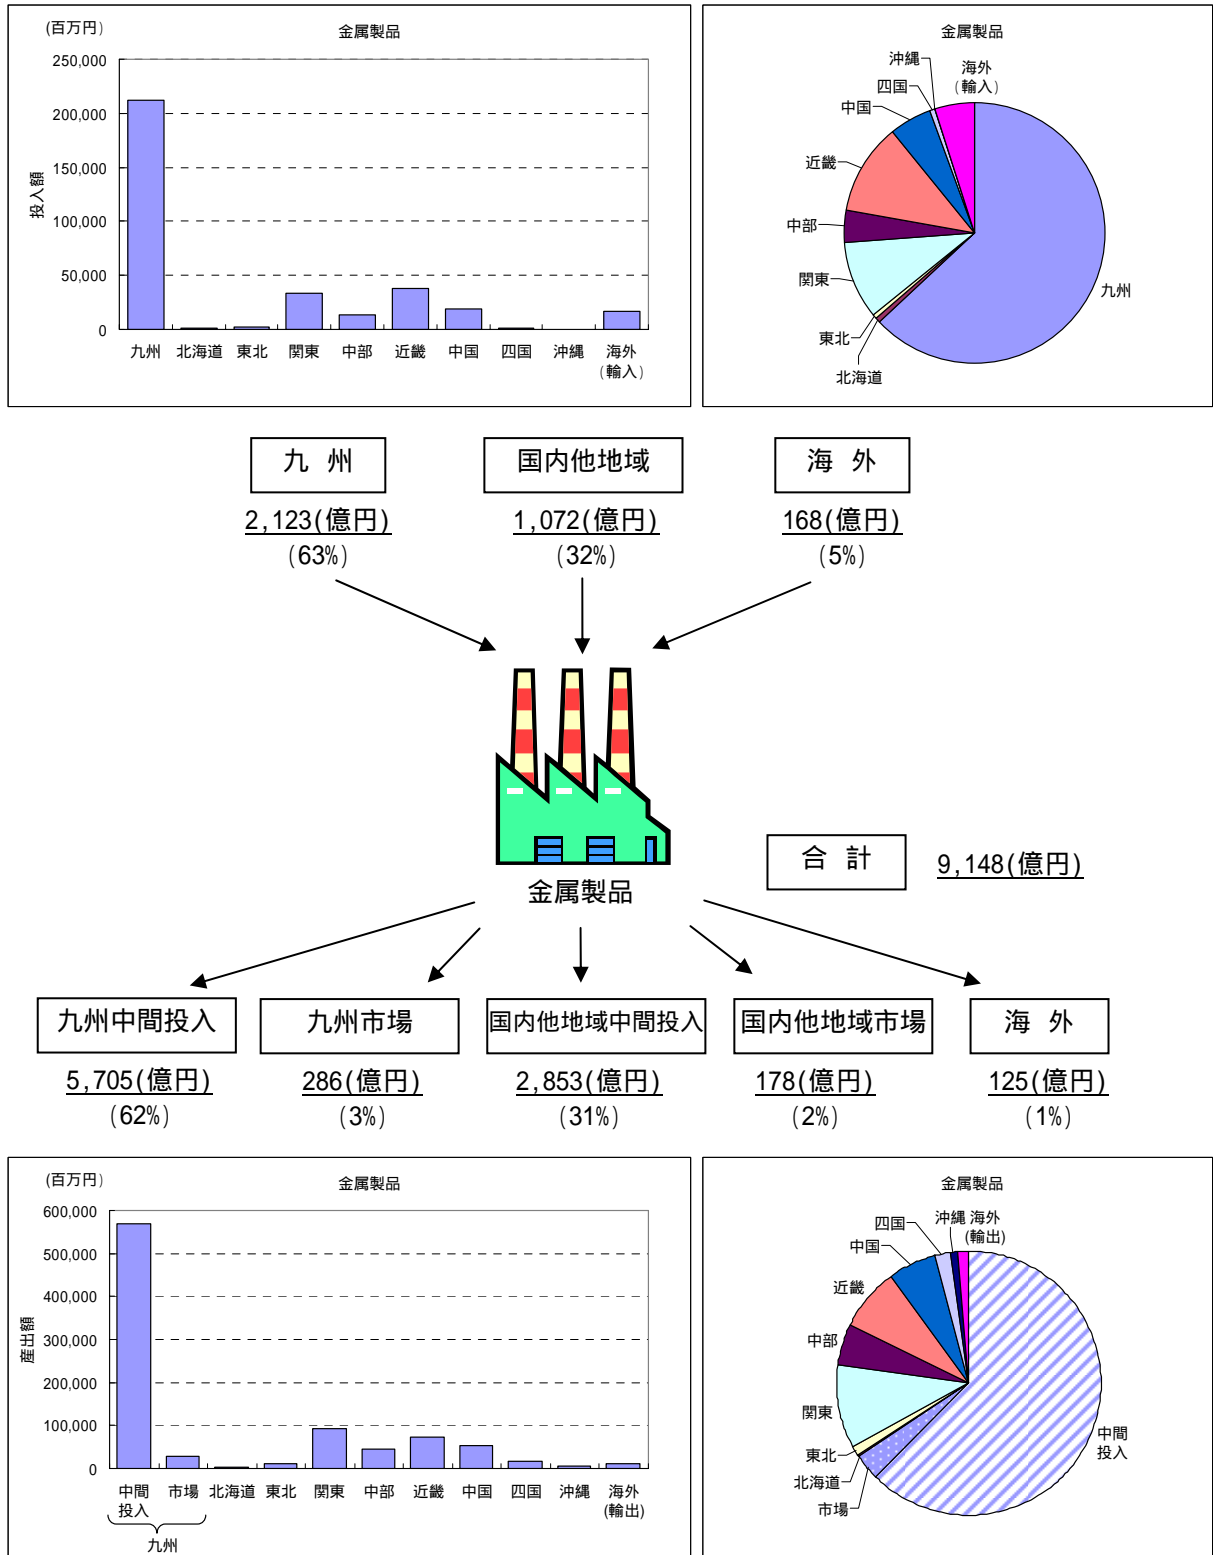 (百万円)
金属製品
250,000
200,000
150,000
100,000
50,000
0
投入額
九州 北海道 東北 関東 中部 近畿 中国 四国 沖縄 海外
(輸入)
金属製品
沖縄
海外
(輸入)
四国
中国
近畿
中部
関東
九州
東北
北海道
九 州 国内他地域 海 外
2,123(億円) 1,072(億円) 168(億円)
(63%) (32%) (5%)
合 計 9,148(億円)
金属製品
九州中間投入 九州市場 国内他地域中間投入 国内他地域市場 海 外
5,705(億円) 286(億円) 2,853(億円) 178(億円) 125(億円)
(62%) (3%) (31%) (2%) (1%)
(百万円)
金属製品
600,000
500,000
400,000
300,000
200,000
100,000
0
産出額
中間 市場 北海道 東北 関東 中部 近畿 中国 四国 沖縄 海外
投入 (輸出)
九州
金属製品
四国 沖縄 海外
(輸出)
中国
近畿
中部
関東
東北
北海道
市場
中間
投入